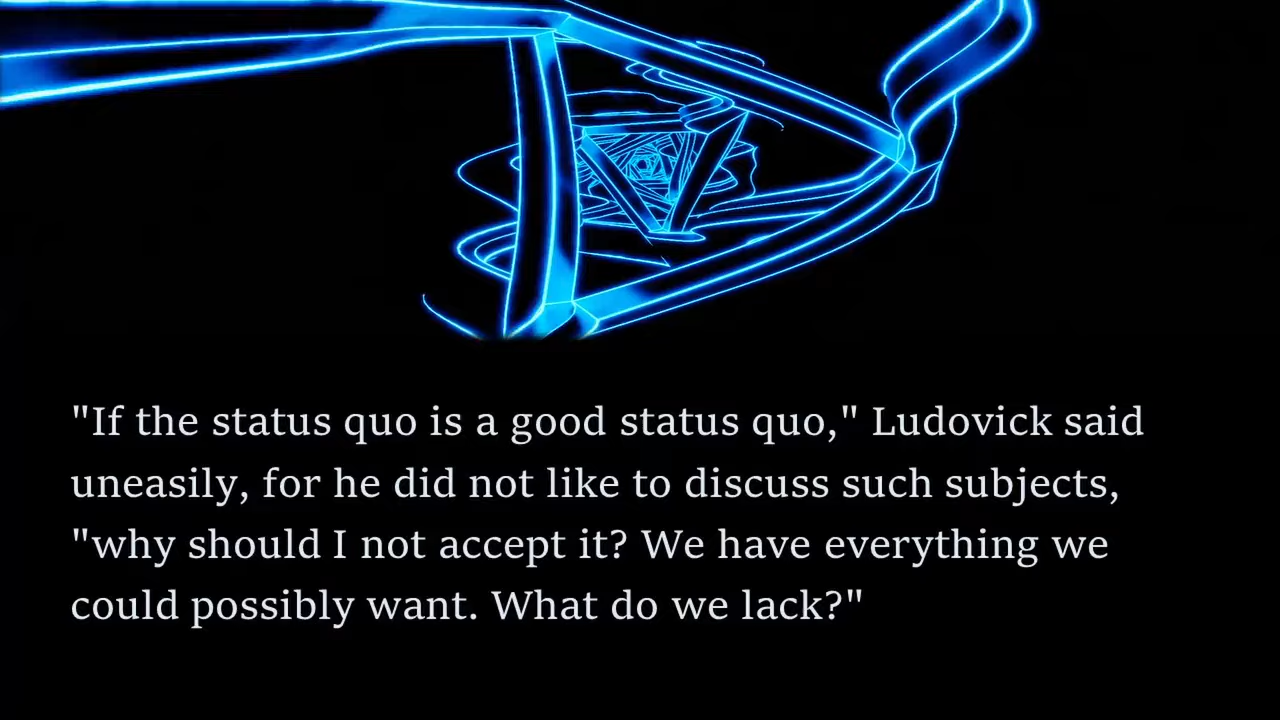 "If the status quo is a good status quo," Ludovick said
uneasily, for he did not like to discuss such subjects,
"why should I not accept it? We have everything we
could possibly want. What do we lack?"